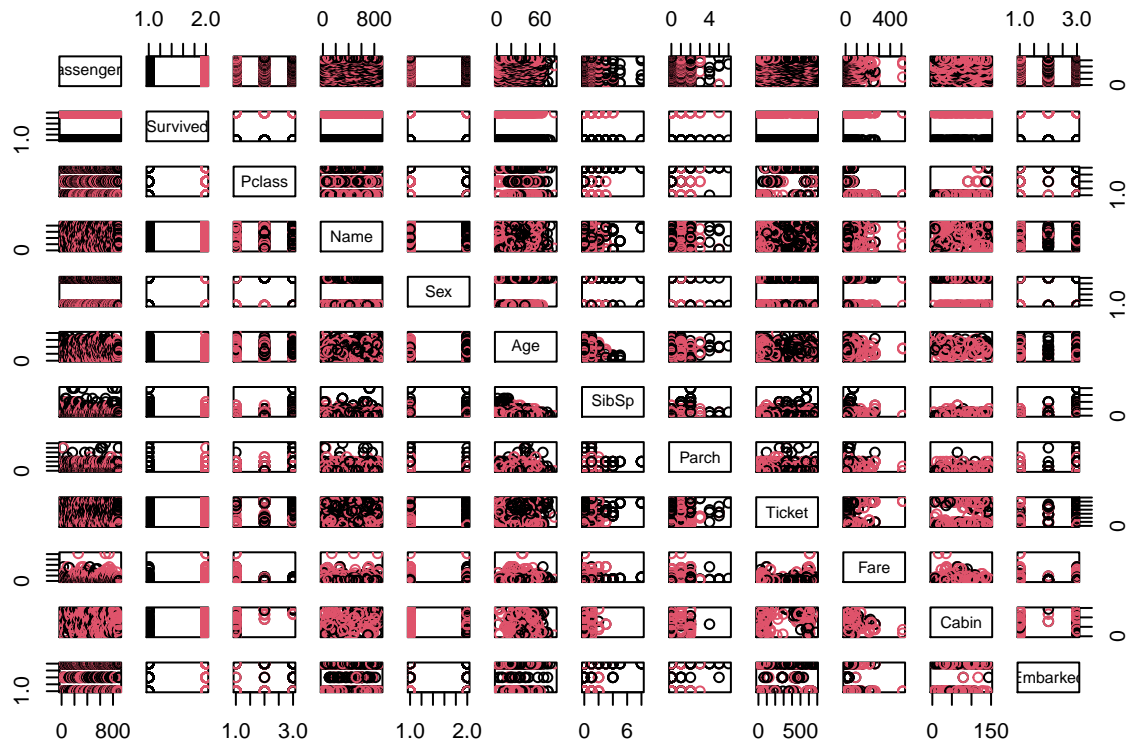 1.0 2.0 0 800 0 60 0 4 0 400 1.0 3.0
assenger 0
1.0 Survived
Pclass 1.0
0 Name
Sex 1.0
0 Age
SibSp 0
0 Parch
Ticket 0
0 Fare
Cabin 0
1.0 Embarked
0 800 1.0 3.0 1.0 2.0 0 6 0 500 0 150